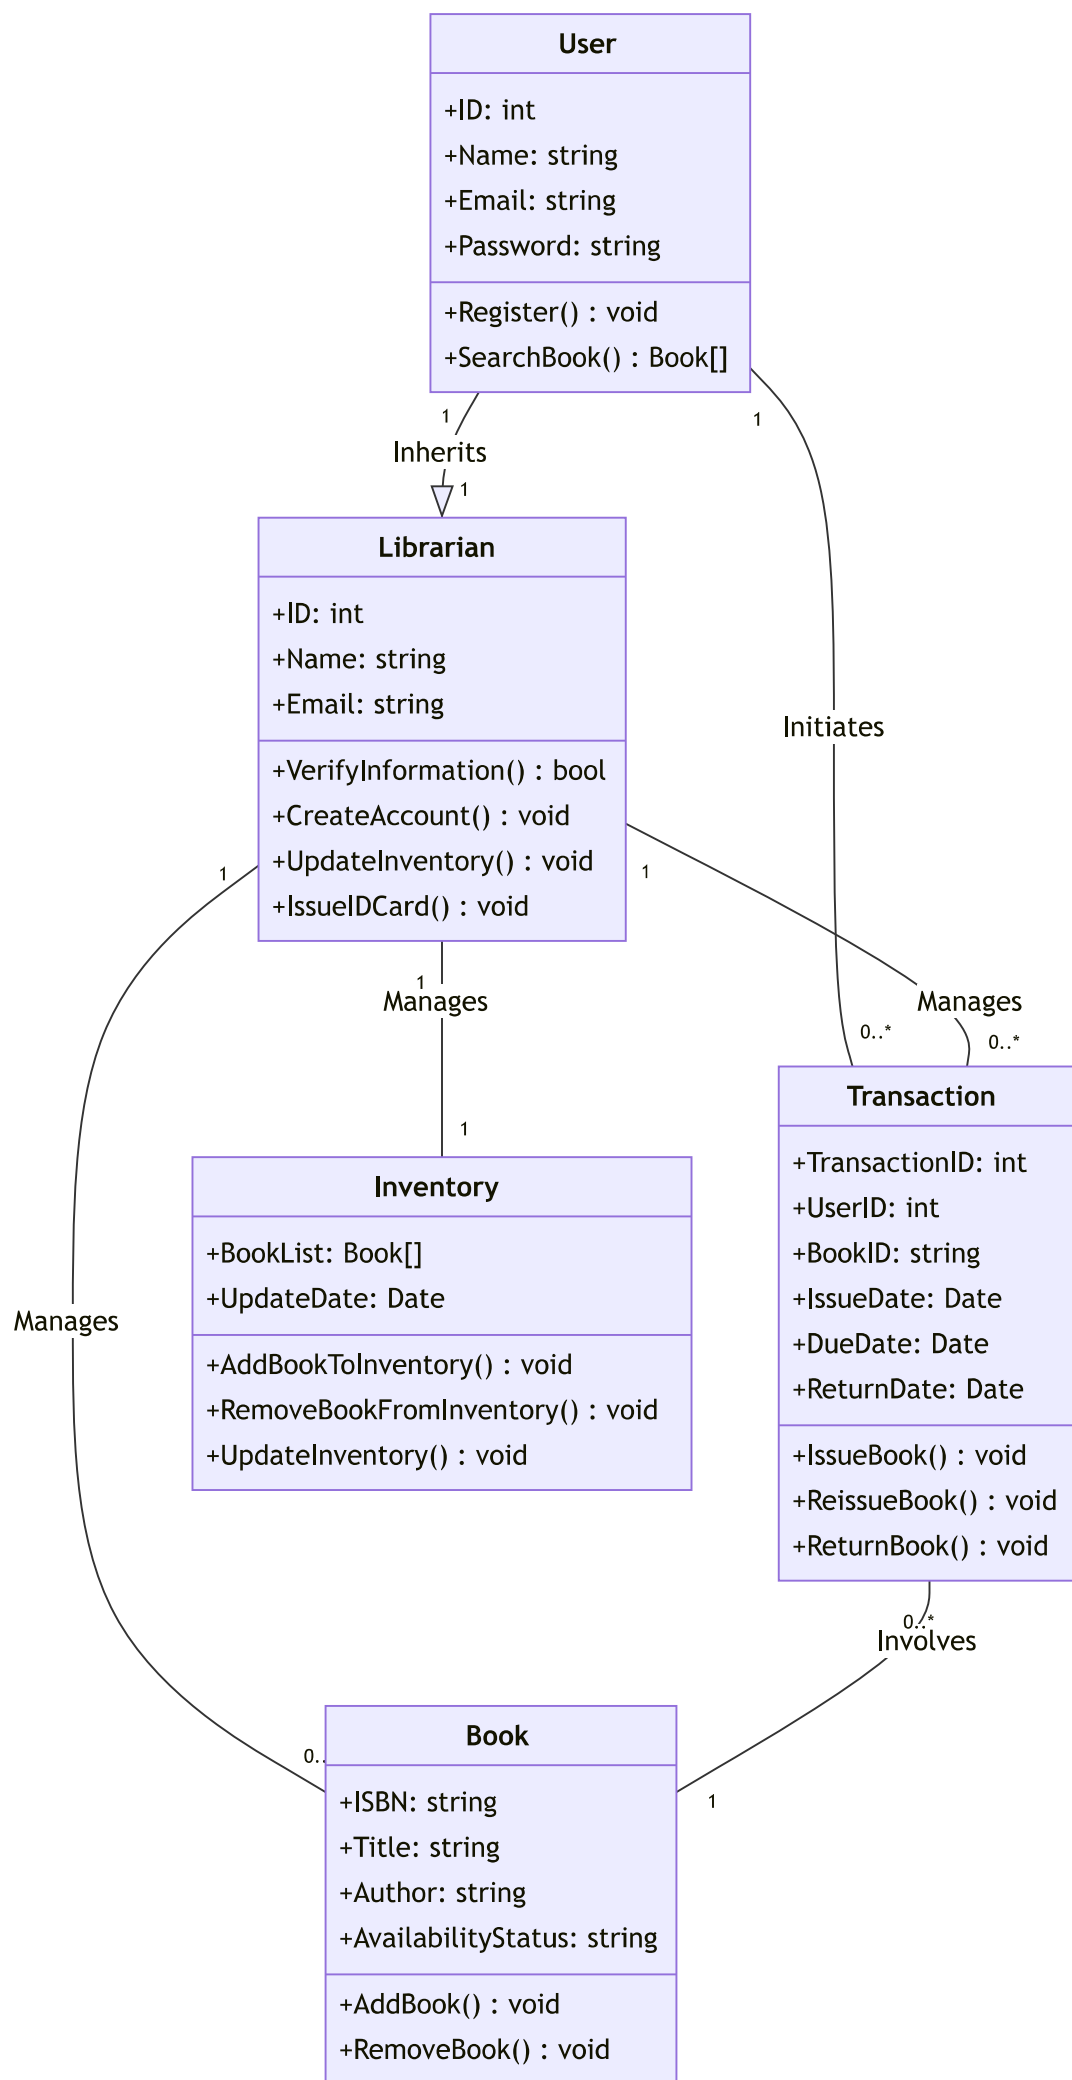 User
+ID: int
+Name: string
+Email: string
+Password: string
+Register() : void
+SearchBook() : Book[]
1
1
Inherits
1
Librarian
+ID: int
+Name: string
+Email: string
+VerifyInformation() : bool
+CreateAccount() : void
+UpdateInventory() : void
+IssueIDCard() : void
Initiates
1
1
1
Manages
Manages
0..*
0..*
1
Inventory
+BookList: Book[]
+UpdateDate: Date
+AddBookToInventory() : void
+RemoveBookFromInventory() : void
+UpdateInventory() : void
Transaction
+TransactionID: int
+UserID: int
+BookID: string
+IssueDate: Date
+DueDate: Date
+ReturnDate: Date
+IssueBook() : void
+ReissueBook() : void
+ReturnBook() : void
Manages
0..*
Involves
0..
1
Book
+ISBN: string
+Title: string
+Author: string
+AvailabilityStatus: string
+AddBook() : void
+RemoveBook() : void